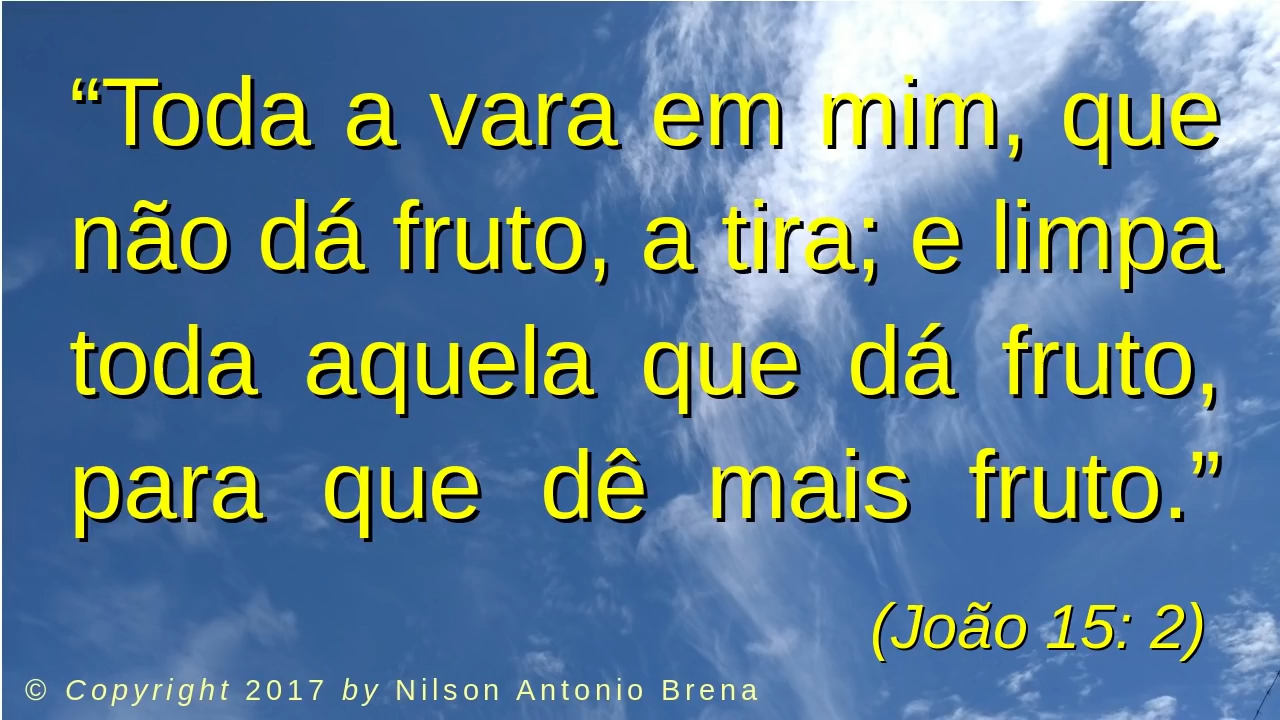 “Toda a vara em mim, que
não dá fruto, a tira; e limpa
toda aquela que dá fruto,
para que dê mais fruto.”
(João 15: 2)
© Copyright 2017 by Nilson Antonio Brena